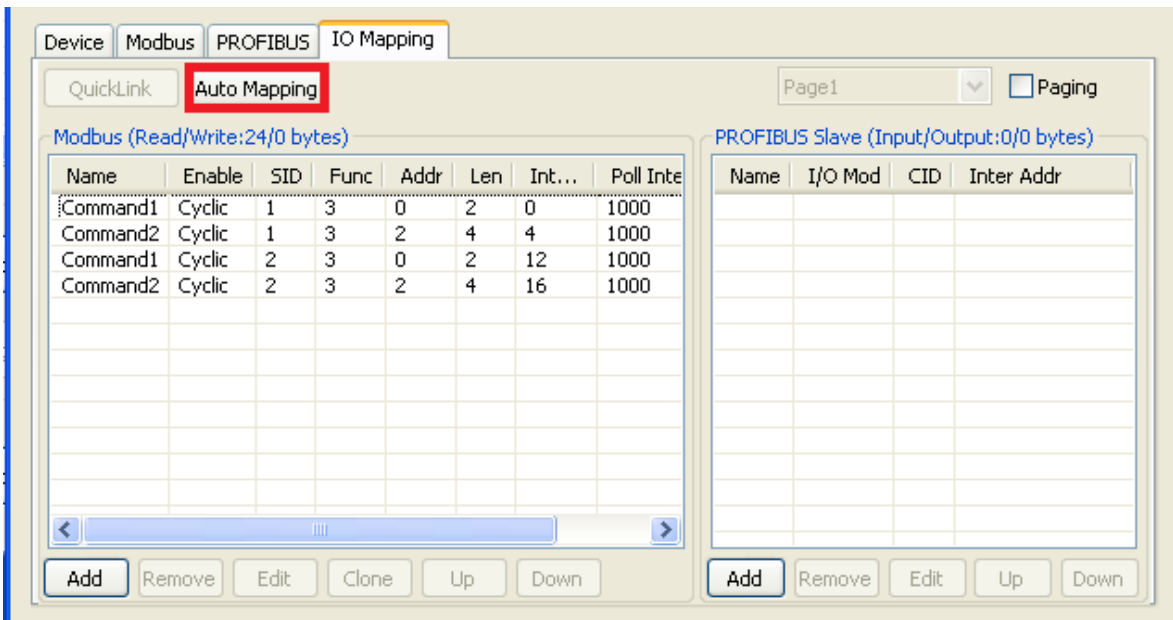 Device Modbus PROFIBUS IO Mapping
QuickLink Auto Mapping Page1 Paging
Modbus (Read/Write:24/0 bytes) PROFIBUS Slave (Input/Output:0/0 bytes)
Name Enable SID Func Addr Len Int... Poll Inte Name I/O Mod CID Inter Addr
Command1 Cyclic 1 3 0 2 0 1000
Command2 Cyclic 1 3 2 4 4 1000
Command1 Cyclic 2 3 0 2 12 1000
Command2 Cyclic 2 3 2 4 16 1000
Add Remove Edit Clone Up Down Add Remove Edit Up Down